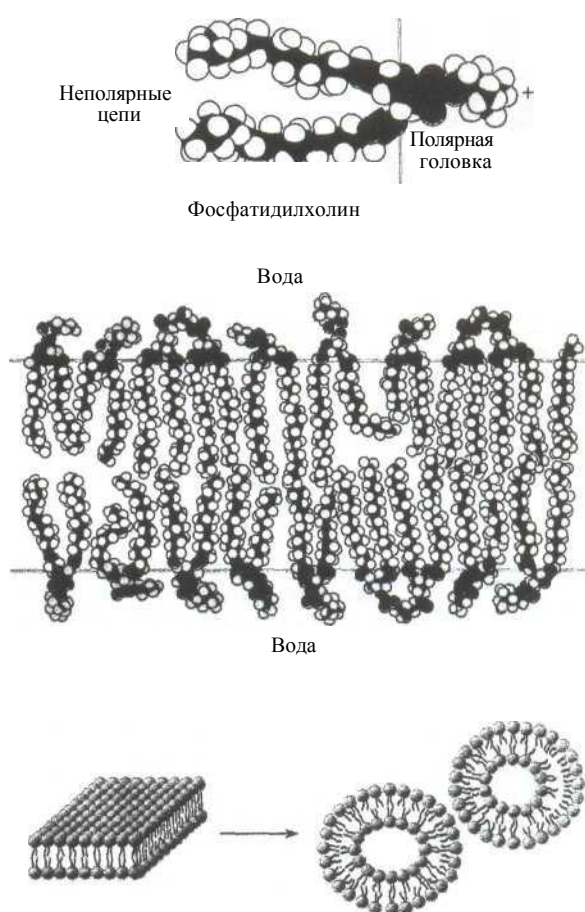 Неполярные
цепи
+
Полярная
головка
Фосфатидилхолин
Вода
Вода